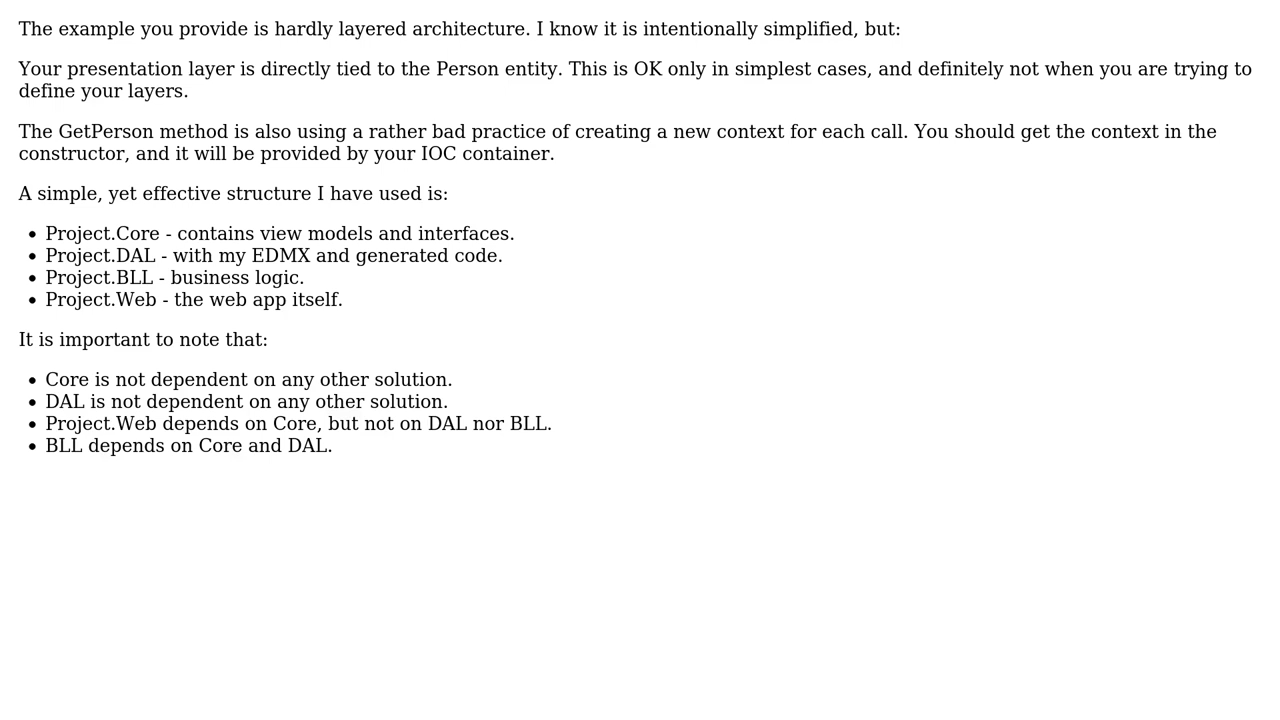 The example you provide is hardly layered architecture. I know it is intentionally simplified, but:
Your presentation layer is directly tied to the Person entity. This is OK only in simplest cases, and definitely not when you are trying to
define your layers.
The GetPerson method is also using a rather bad practice of creating a new context for each call. You should get the context in the
constructor, and it will be provided by your IOC container.
A simple, yet effective structure I have used is:
• Project.Core - contains view models and interfaces.
• Project.DAL - with my EDMX and generated code.
• Project.BLL - business logic.
• Project.Web - the web app itself.
It is important to note that:
• Core is not dependent on any other solution.
• DAL is not dependent on any other solution.
• Project.Web depends on Core, but not on DAL nor BLL.
• BLL depends on Core and DAL.